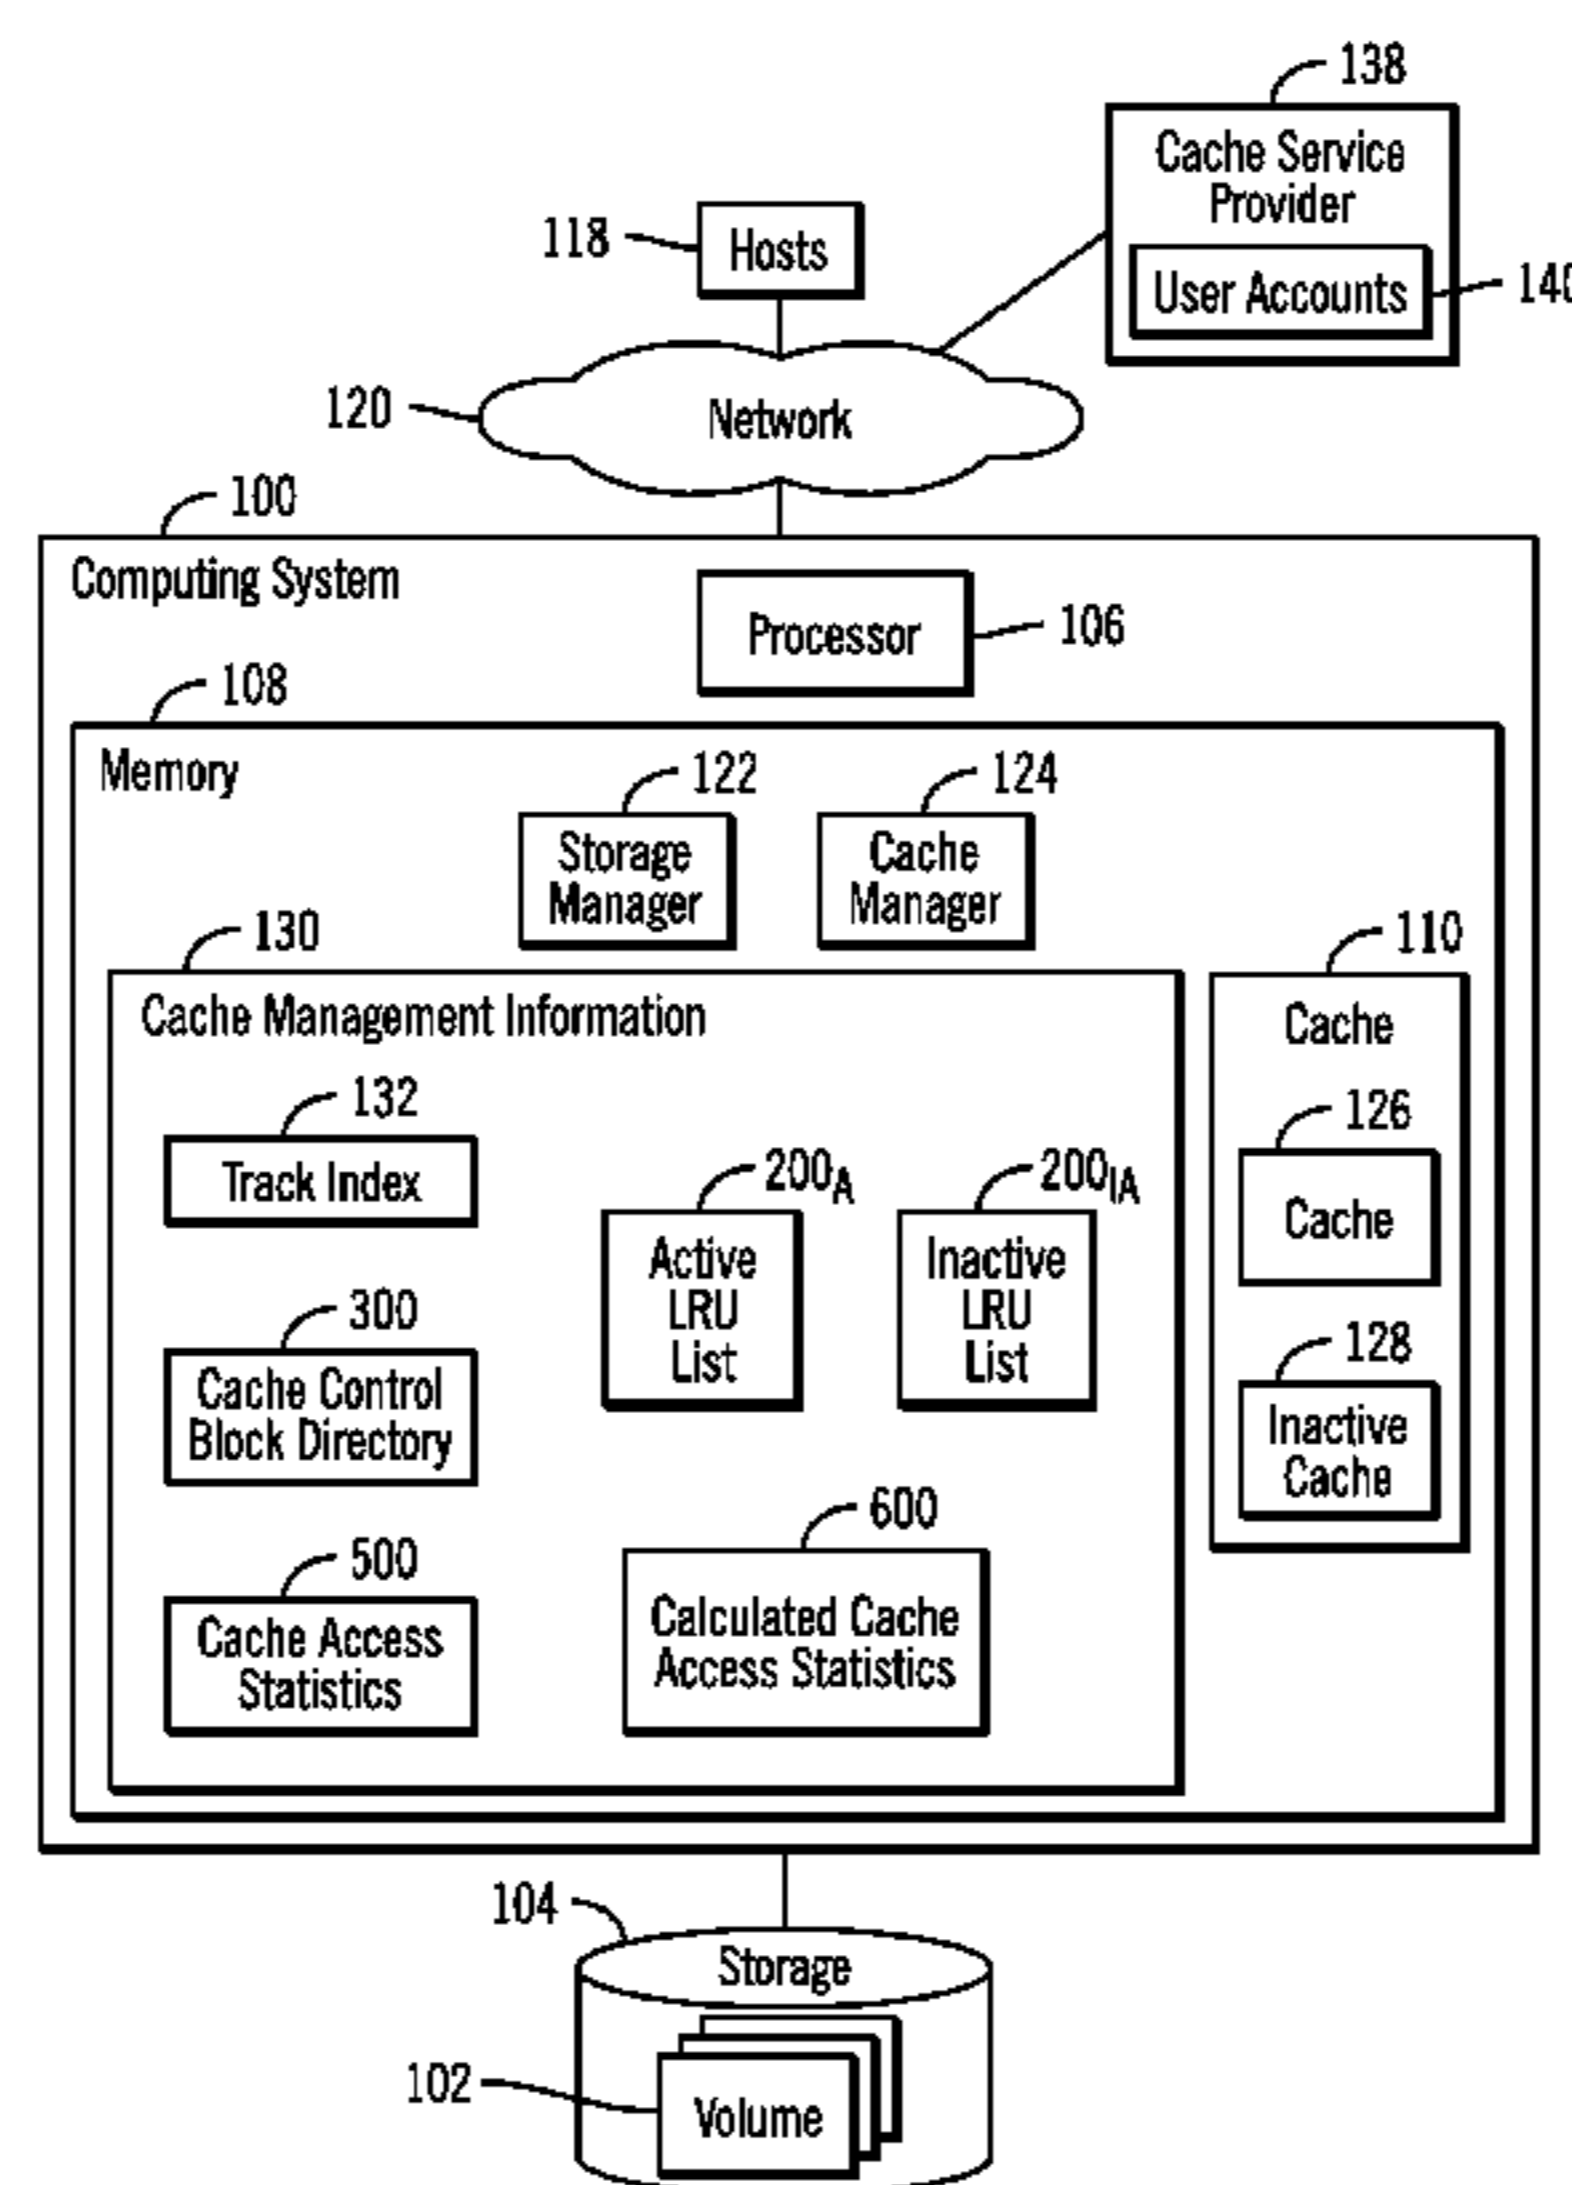 138
Cache Service
Provider
118
Hosts
User Accounts
140
120
Network
100
Computing System
Processor
106
108
Memory
122
124
Storage
Manager
Cache
Manager
130
110
Cache Management Information
Cache
132
126
Track Index
200A
200IA
Cache
Active
LRU
List
Inactive
LRU
List
300
128
Cache Control
Block Directory
Inactive
Cache
600
500
Cache Access
Statistics
Calculated Cache
Access Statistics
104
Storage
102
Volume